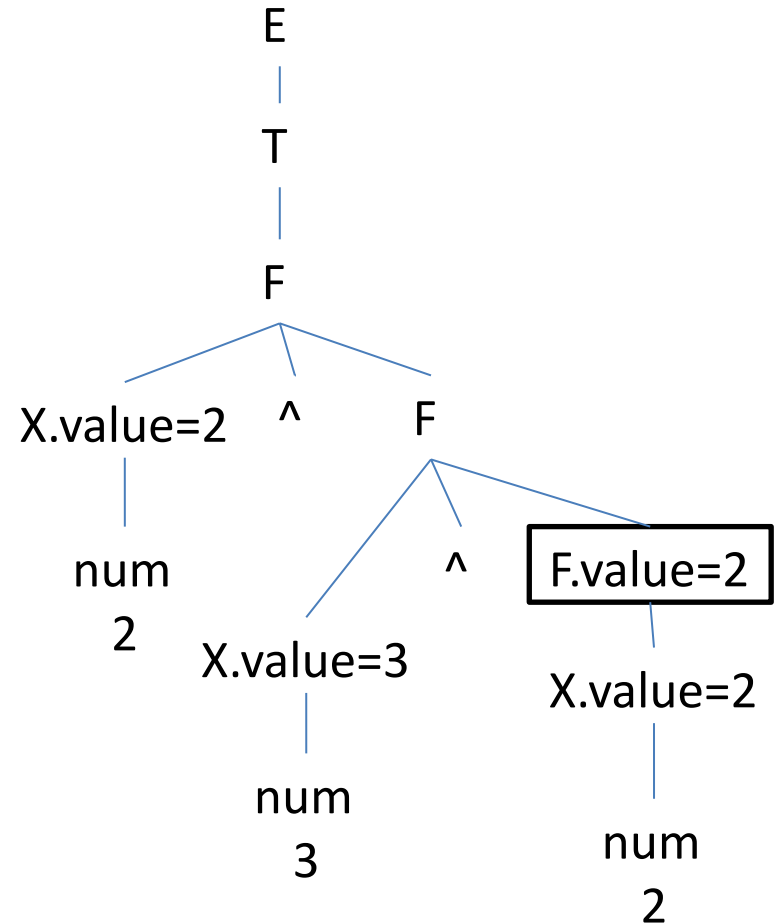 E
T
F
X.value=2 ^ F
num
2
^ F.value=2
X.value=3
X.value=2
num
3
num
2